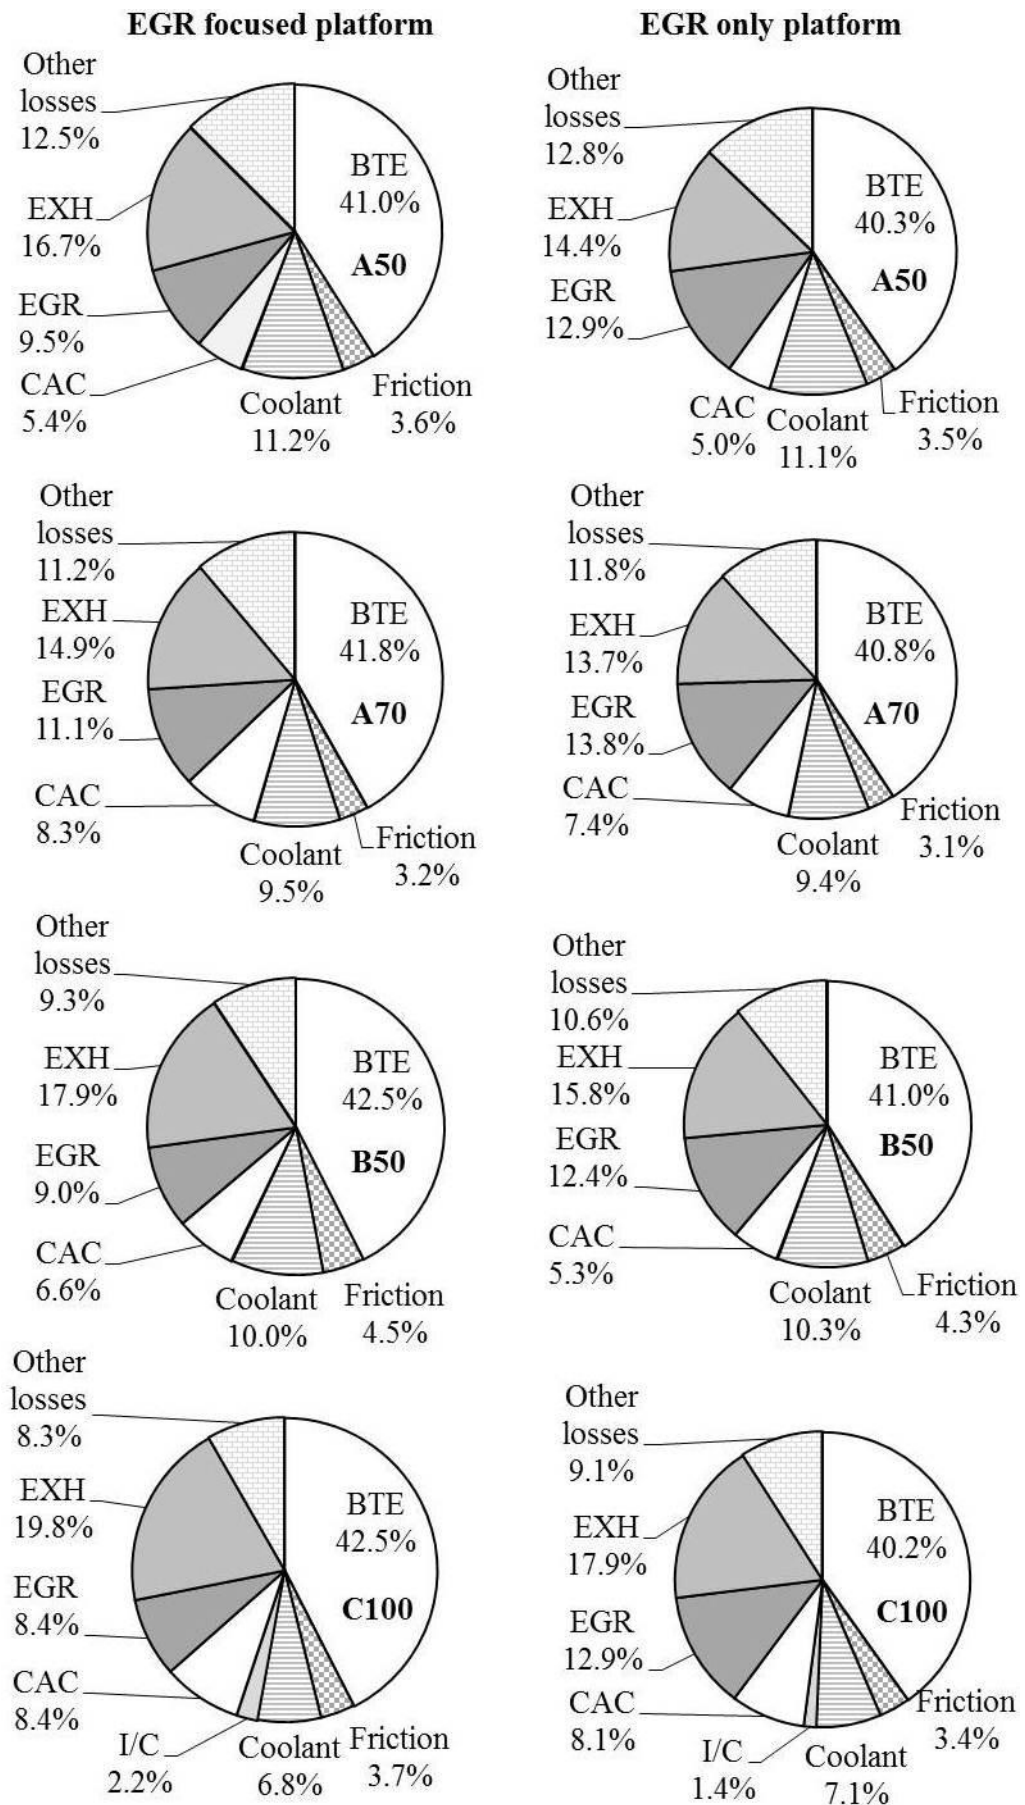 EGR focused platform
Other
losses
12.5%
EXH
16.7%
EGR
9.5%
CAC
5.4%
Coolant
11.2%
Friction
3.6%
BTE
41.0%
A50
EGR only platform
Other
losses
12.8%
EXH
14.4%
EGR
12.9%
CAC
5.0%
Coolant
11.1%
Friction
3.5%
BTE
40.3%
A50
Other
losses
11.2%
EXH
14.9%
EGR
11.1%
CAC
8.3%
Coolant
9.5%
Friction
3.2%
BTE
41.8%
A70
Other
losses
11.8%
EXH
13.7%
EGR
13.8%
CAC
7.4%
Coolant
9.4%
Friction
3.1%
BTE
40.8%
A70
Other
losses
9.3%
EXH
17.9%
EGR
9.0%
CAC
6.6%
Coolant
10.0%
Friction
4.5%
BTE
42.5%
B50
Other
losses
10.6%
EXH
15.8%
EGR
12.4%
CAC
5.3%
Coolant
10.3%
Friction
4.3%
BTE
41.0%
B50
Other
losses
8.3%
EXH
19.8%
EGR
8.4%
CAC
8.4%
I/C
2.2%
Coolant
6.8%
Friction
3.7%
BTE
42.5%
C100
Other
losses
9.1%
EXH
17.9%
EGR
12.9%
CAC
8.1%
I/C
1.4%
Coolant
7.1%
Friction
3.4%
BTE
40.2%
C100